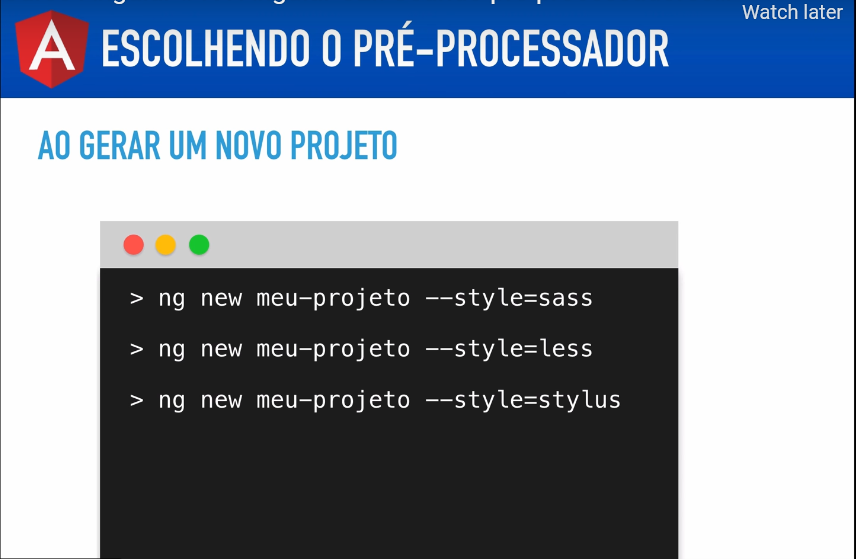 Watch later
ESCOLHENDO O PRÉ-PROCESSADOR
AO GERAR UM NOVO PROJETO
> ng new meu-projeto --style=sass
> ng new meu-projeto --style=less
> ng new meu-projeto --style=stylus